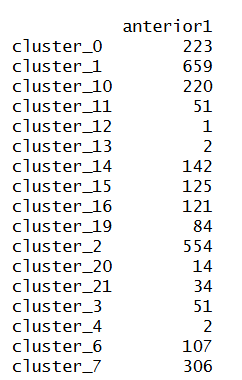 anterior1
cluster_0 223
cluster_1 659
cluster_10 220
cluster_11 51
cluster_12 1
cluster_13 2
cluster_14 142
cluster_15 125
cluster_16 121
cluster_19 84
cluster_2 554
cluster_20 14
cluster_21 34
cluster_3 51
cluster_4 2
cluster_6 107
cluster_7 306